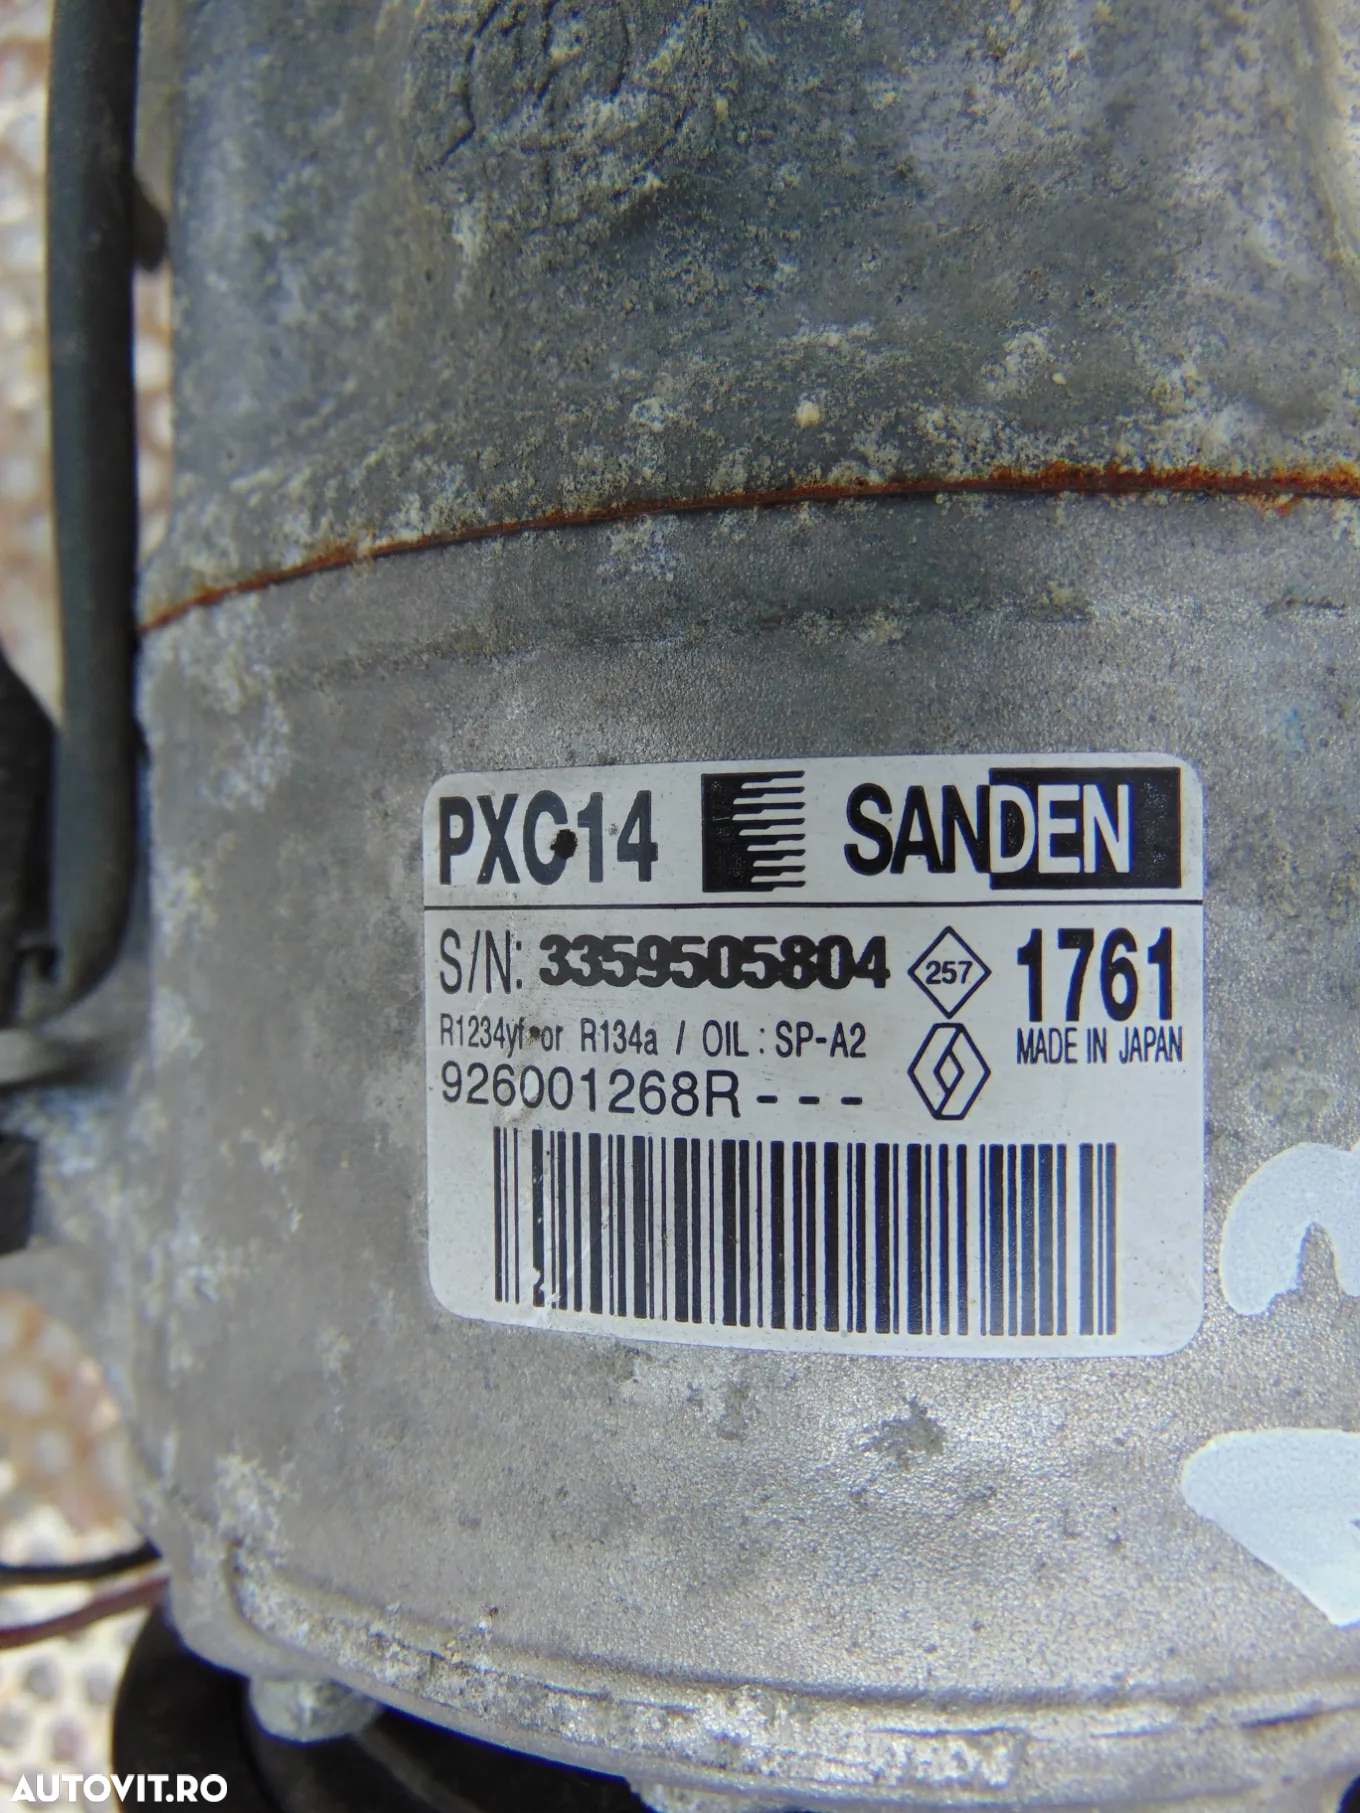 PXC14 SANDEN
S/N: 3359505804 257 1761
R1234yf or R134a / OIL : SP-A2 MADE IN JAPAN
926001268R - - -
AUTOVIT.RO